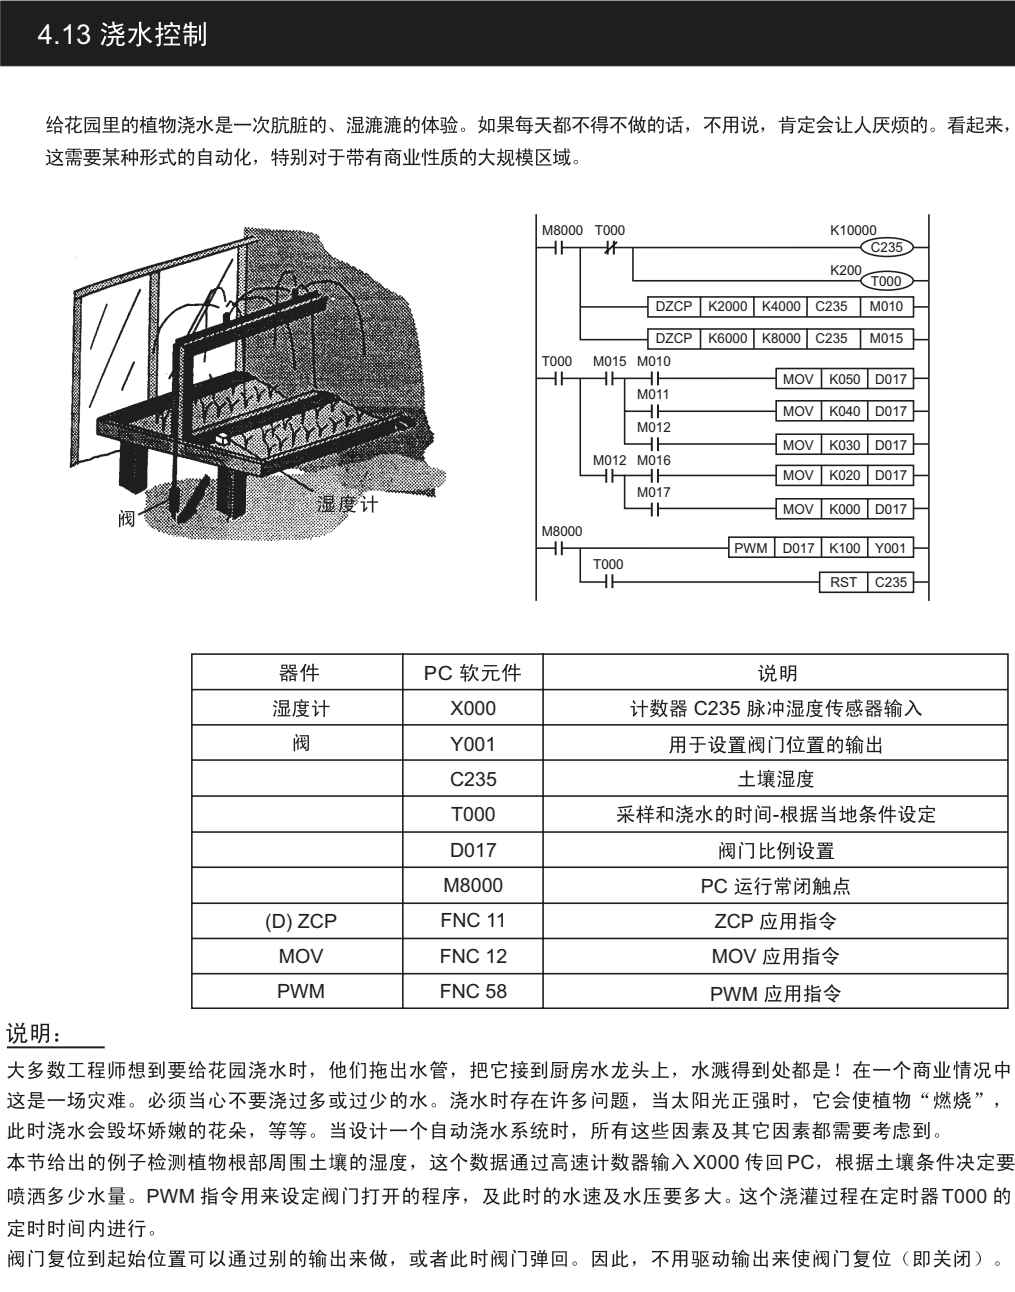 4.13 浇水控制
给花园里的植物浇水是一次肮脏的、湿漉漉的体验。如果每天都不得不做的话，不用说，肯定会让人厌烦的。看起来，
这需要某种形式的自动化，特别对于带有商业性质的大规模区域。
阀
湿度计
M8000 T000 K10000
C235
K200
T000
DZCP K2000 K4000 C235 M010
DZCP K6000 K8000 C235 M015
T000 M015 M010
MOV K050 D017
M011
MOV K040 D017
M012
MOV K030 D017
M012 M016
MOV K020 D017
M017
MOV K000 D017
M8000
PWM D017 K100 Y001
T000
RST C235
器件 PC 软元件 说明
湿度计 X000 计数器 C235 脉冲湿度传感器输入
阀 Y001 用于设置阀门位置的输出
C235 土壤湿度
T000 采样和浇水的时间-根据当地条件设定
D017 阀门比例设置
M8000 PC 运行常闭触点
(D) ZCP FNC 11 ZCP 应用指令
MOV FNC 12 MOV 应用指令
PWM FNC 58 PWM 应用指令
说明：
大多数工程师想到要给花园浇水时，他们拖出水管，把它接到厨房水龙头上，水溅得到处都是！在一个商业情况中
这是一场灾难。必须当心不要浇过多或过少的水。浇水时存在许多问题，当太阳光正强时，它会使植物“燃烧”，
此时浇水会毁坏娇嫩的花朵，等等。当设计一个自动浇水系统时，所有这些因素及其它因素都需要考虑到。
本节给出的例子检测植物根部周围土壤的湿度，这个数据通过高速计数器输入X000 传回PC，根据土壤条件决定要
喷洒多少水量。PWM 指令用来设定阀门打开的程序，及此时的水速及水压要多大。这个浇灌过程在定时器T000 的
定时时间内进行。
阀门复位到起始位置可以通过别的输出来做，或者此时阀门弹回。因此，不用驱动输出来使阀门复位（即关闭）。